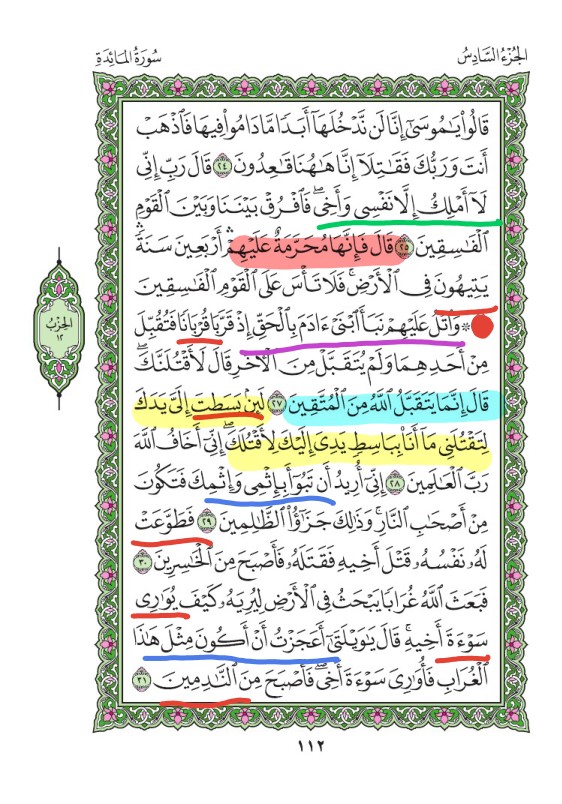 الجُزْءُ السَّادِسُ
سُورَةُ المَائِدَةِ
قَالُوا۟ يَٰمُوسَىٰٓ إِنَّا لَن نَّدْخُلَهَآ أَبَدًا مَّا دَامُوا۟ فِيهَا فَٱذْهَبْ
أَنتَ وَرَبُّكَ فَقَٰتِلَآ إِنَّا هَٰهُنَا قَٰعِدُونَ ٢٤ قَالَ رَبِّ إِنِّى
لَآ أَمْلِكُ إِلَّا نَفْسِى وَأَخِى ۖ فَٱفْرُقْ بَيْنَنَا وَبَيْنَ ٱلْقَوْمِ
ٱلْفَٰسِقِينَ ٢٥ قَالَ فَإِنَّهَا مُحَرَّمَةٌ عَلَيْهِمْ ۛ أَرْبَعِينَ سَنَةً ۛ
يَتِيهُونَ فِى ٱلْأَرْضِ ۚ فَلَا تَأْسَ عَلَى ٱلْقَوْمِ ٱلْفَٰسِقِينَ
۞ وَٱتْلُ عَلَيْهِمْ نَبَأَ ٱبْنَىْ ءَادَمَ بِٱلْحَقِّ إِذْ قَرَّبَا قُرْبَانًا فَتُقُبِّلَ
مِنْ أَحَدِهِمَا وَلَمْ يُتَقَبَّلْ مِنَ ٱلْءَاخَرِ قَالَ لَأَقْتُلَنَّكَ ۖ
قَالَ إِنَّمَا يَتَقَبَّلُ ٱللَّهُ مِنَ ٱلْمُتَّقِينَ ٢٧ لَئِنۢ بَسَطتَ إِلَىَّ يَدَكَ
لِتَقْتُلَنِى مَآ أَنَا۠ بِبَاسِطٍ يَدِىَ إِلَيْكَ لِأَقْتُلَكَ ۖ إِنِّىٓ أَخَافُ ٱللَّهَ
رَبَّ ٱلْعَٰلَمِينَ ٢٨ إِنِّىٓ أُرِيدُ أَن تَبُوٓأَ بِإِثْمِى وَإِثْمِكَ فَتَكُونَ
مِنْ أَصْحَٰبِ ٱلنَّارِ ۚ وَذَٰلِكَ جَزَٰٓؤُا۟ ٱلظَّٰلِمِينَ ٢٩ فَطَوَّعَتْ
لَهُۥ نَفْسُهُۥ قَتْلَ أَخِيهِ فَقَتَلَهُۥ فَأَصْبَحَ مِنَ ٱلْخَٰسِرِينَ ٣٠
فَبَعَثَ ٱللَّهُ غُرَابًا يَبْحَثُ فِى ٱلْأَرْضِ لِيُرِيَهُۥ كَيْفَ يُوَٰرِى
سَوْءَةَ أَخِيهِ ۚ قَالَ يَٰوَيْلَتَىٰٓ أَعَجَزْتُ أَنْ أَكُونَ مِثْلَ هَٰذَا
ٱلْغُرَابِ فَأُوَٰرِىَ سَوْءَةَ أَخِى ۖ فَأَصْبَحَ مِنَ ٱلنَّٰدِمِينَ ٣١
الحِزْبُ
١٢
١١٢